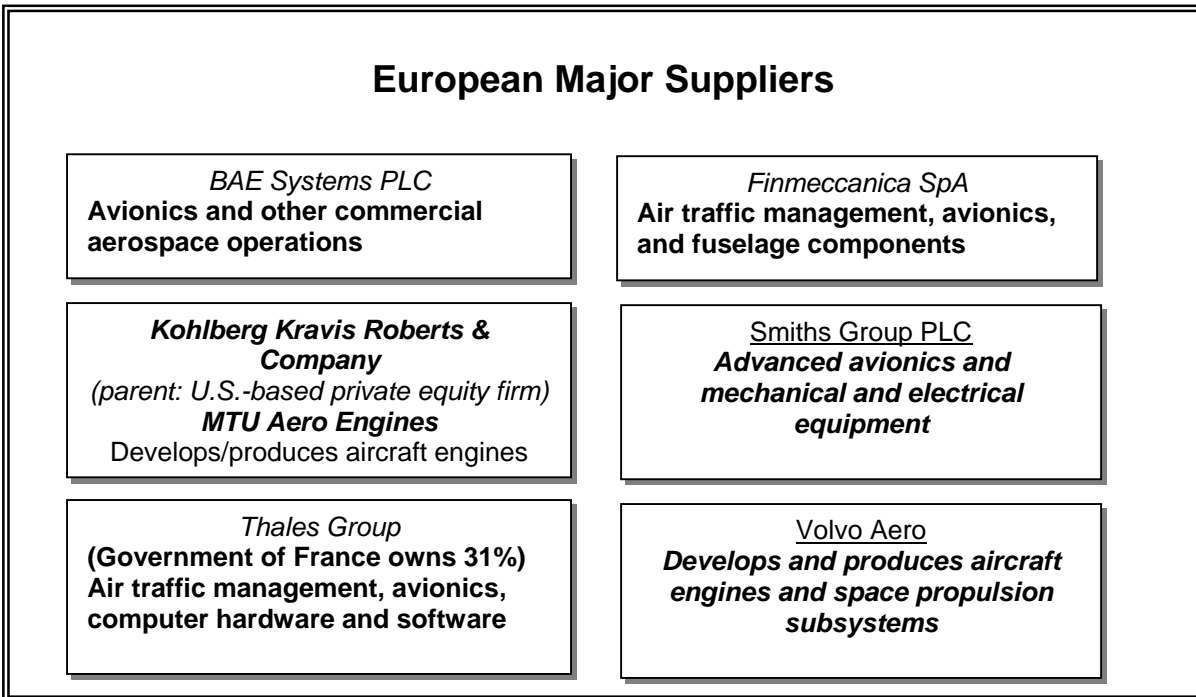 European Major Suppliers
BAE Systems PLC
Avionics and other commercial
aerospace operations
Finmeccanica SpA
Air traffic management, avionics,
and fuselage components
Kohlberg Kravis Roberts &
Company
(parent: U.S.-based private equity firm)
MTU Aero Engines
Develops/produces aircraft engines
Smiths Group PLC
Advanced avionics and
mechanical and electrical
equipment
Thales Group
(Government of France owns 31%)
Air traffic management, avionics,
computer hardware and software
Volvo Aero
Develops and produces aircraft
engines and space propulsion
subsystems